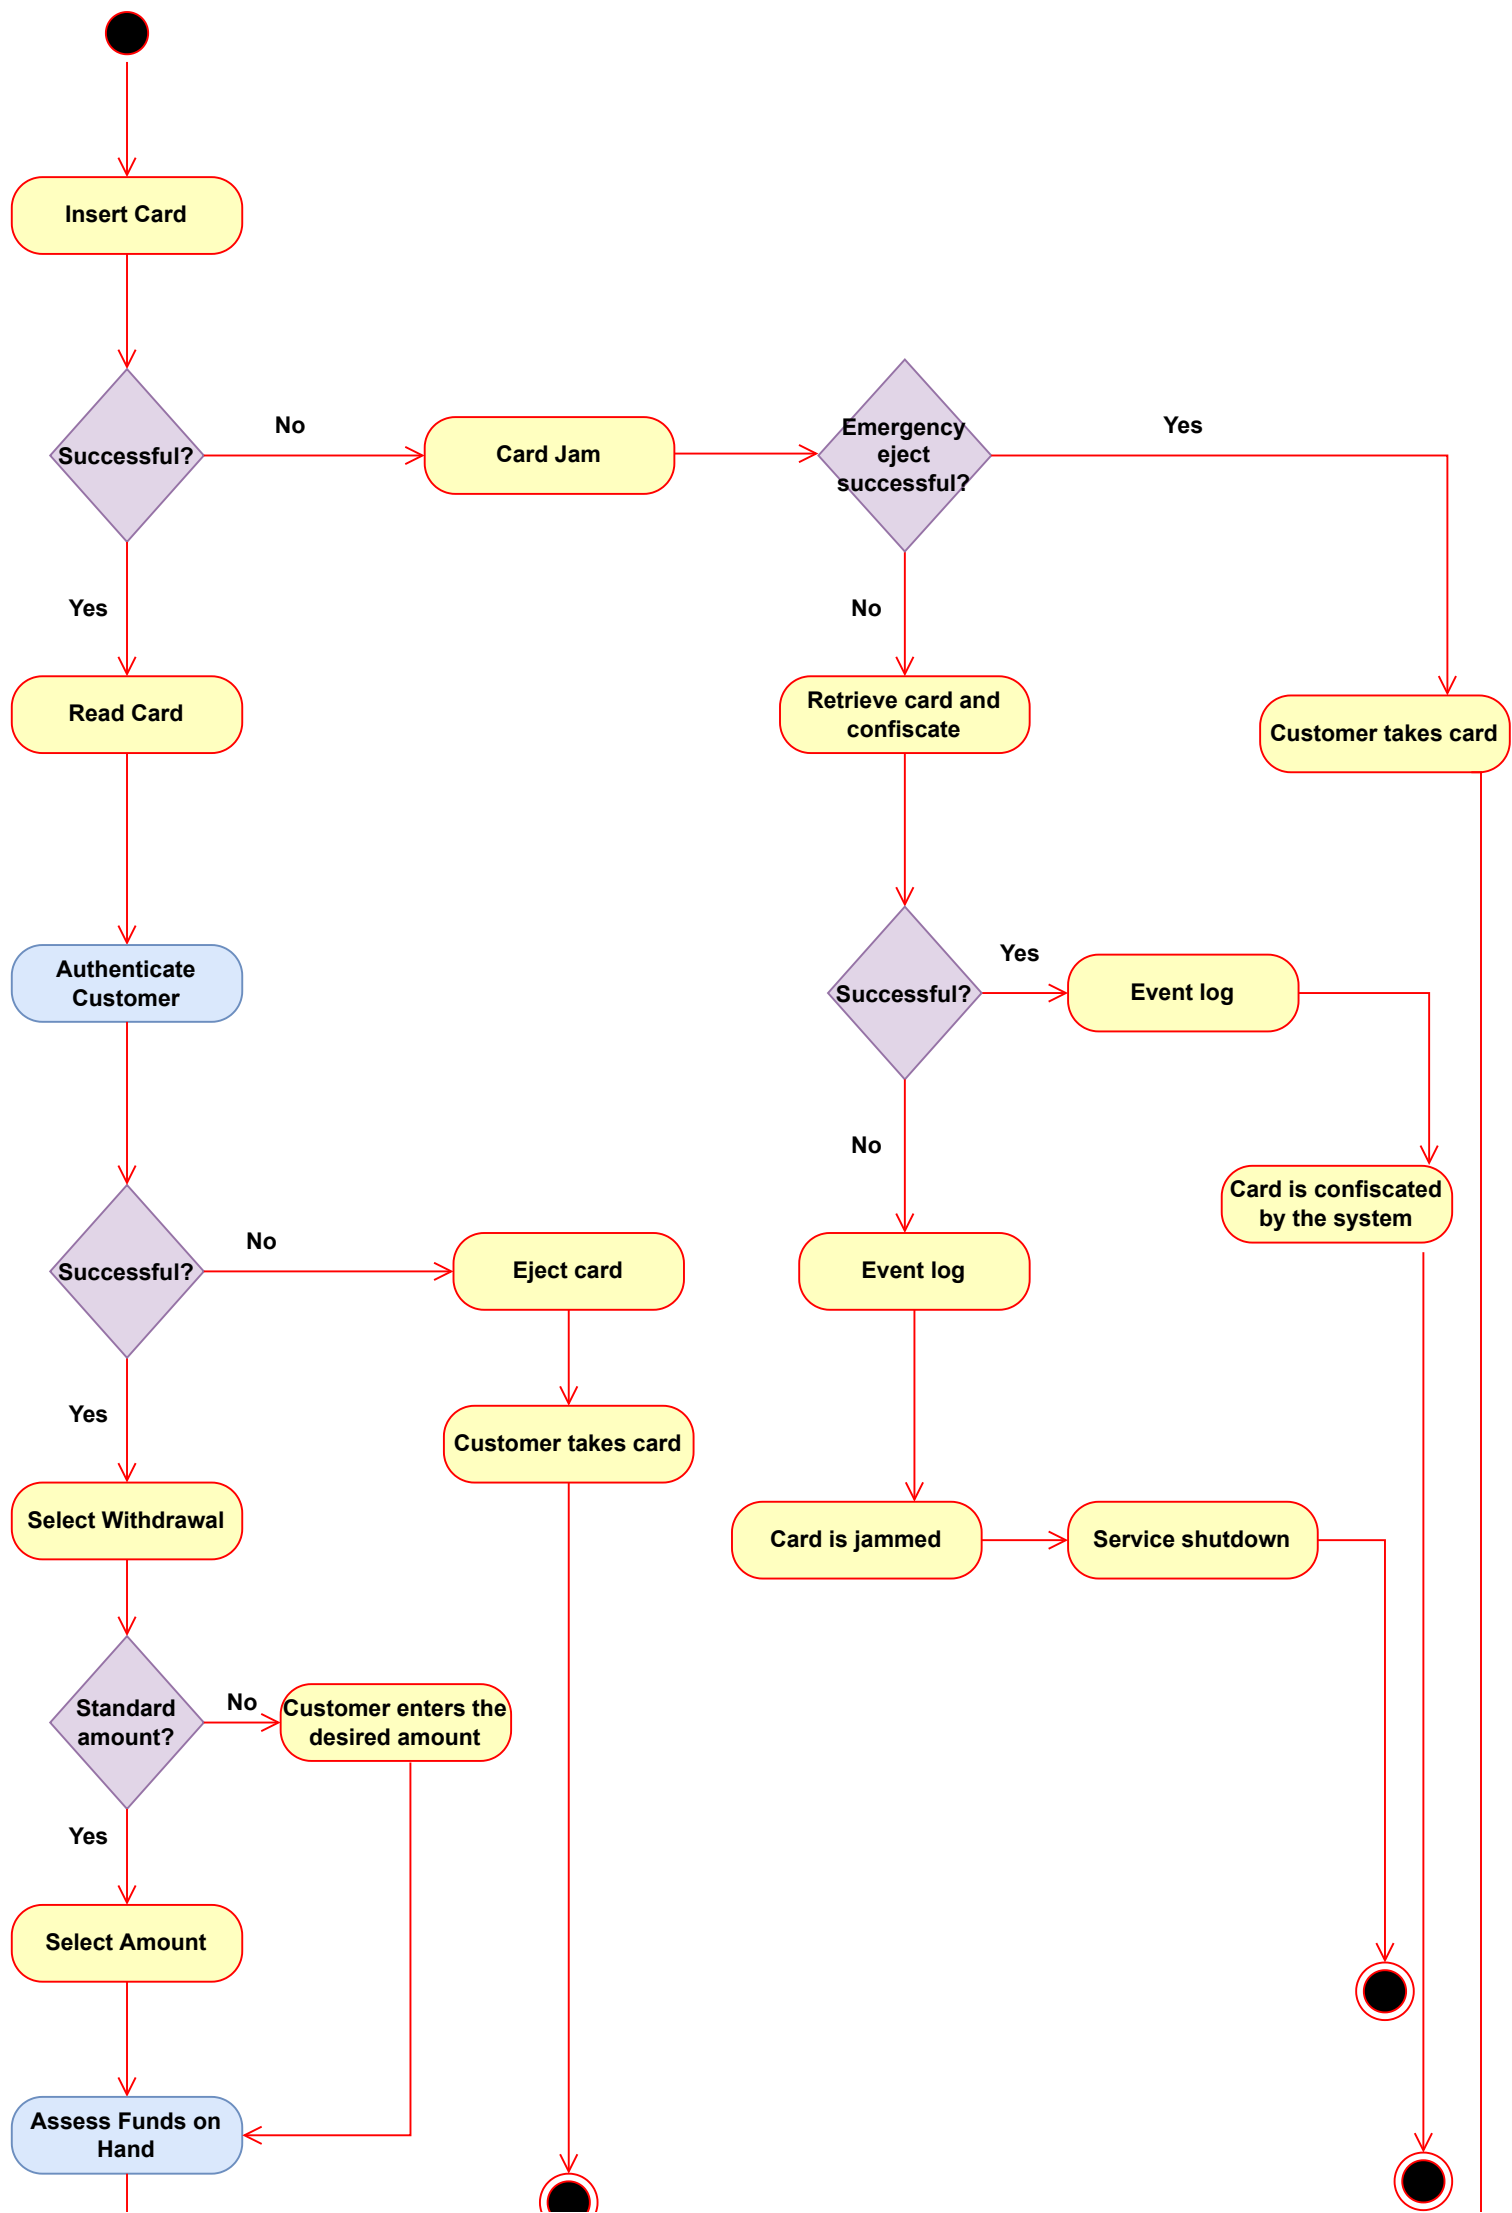 Insert Card
Successful?
No
Card Jam
Emergency
eject
successful?
Yes
Yes
No
Read Card
Retrieve card and
confiscate
Customer takes card
Authenticate
Customer
Successful?
Yes
Event log
No
Card is confiscated
by the system
Successful?
No
Eject card
Event log
Yes
Customer takes card
Select Withdrawal
Card is jammed
Service shutdown
Standard
amount?
No
Customer enters the
desired amount
Yes
Select Amount
Assess Funds on
Hand